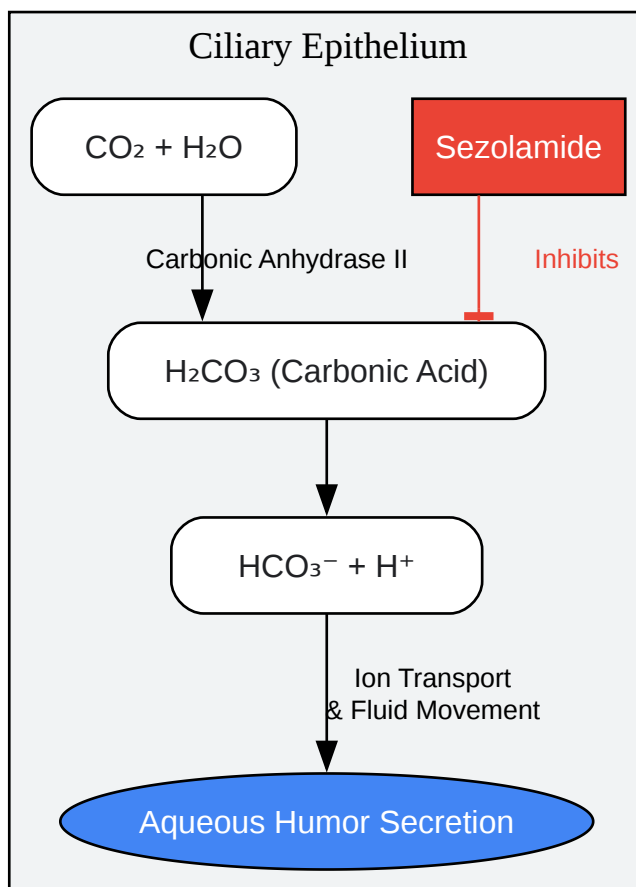 Ciliary Epithelium
CO₂ + H₂O
Sezolamide
Carbonic Anhydrase II
Inhibits
H₂CO₃ (Carbonic Acid)
HCO₃⁻ + H⁺
Ion Transport
& Fluid Movement
Aqueous Humor Secretion